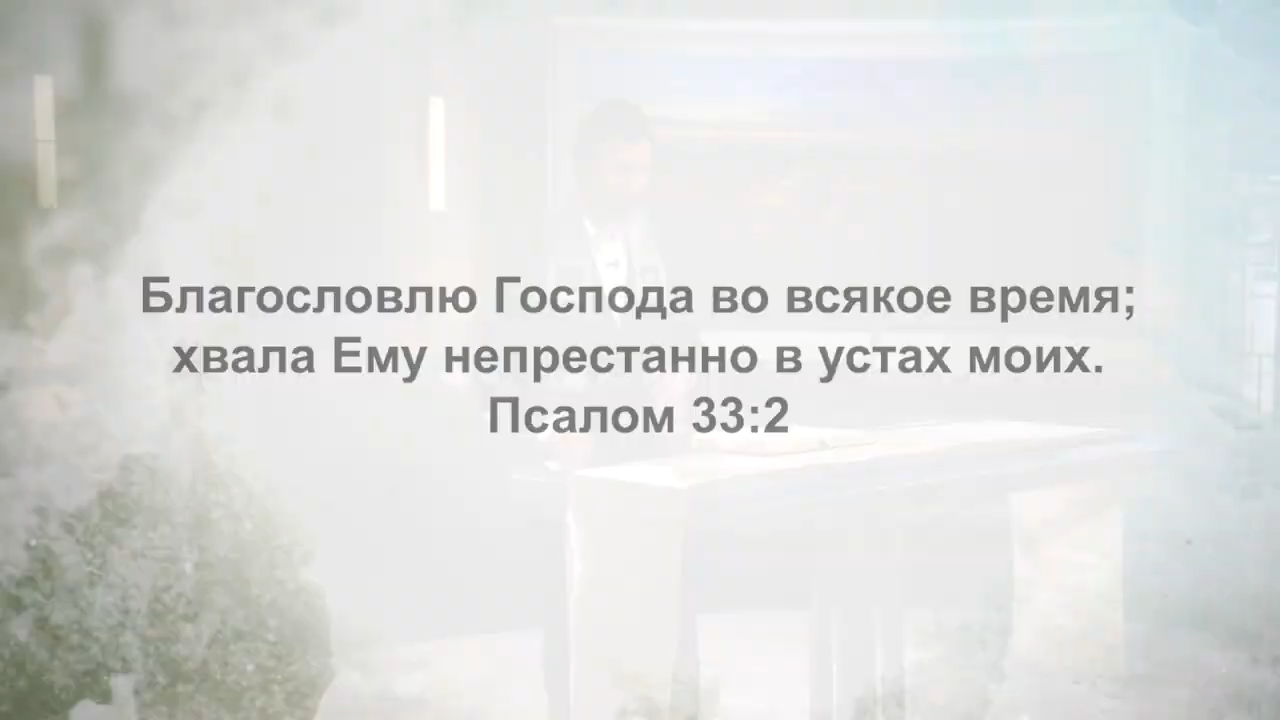 Благословлю Господа во всякое время;
хвала Ему непрестанно в устах моих.
Псалом 33:2